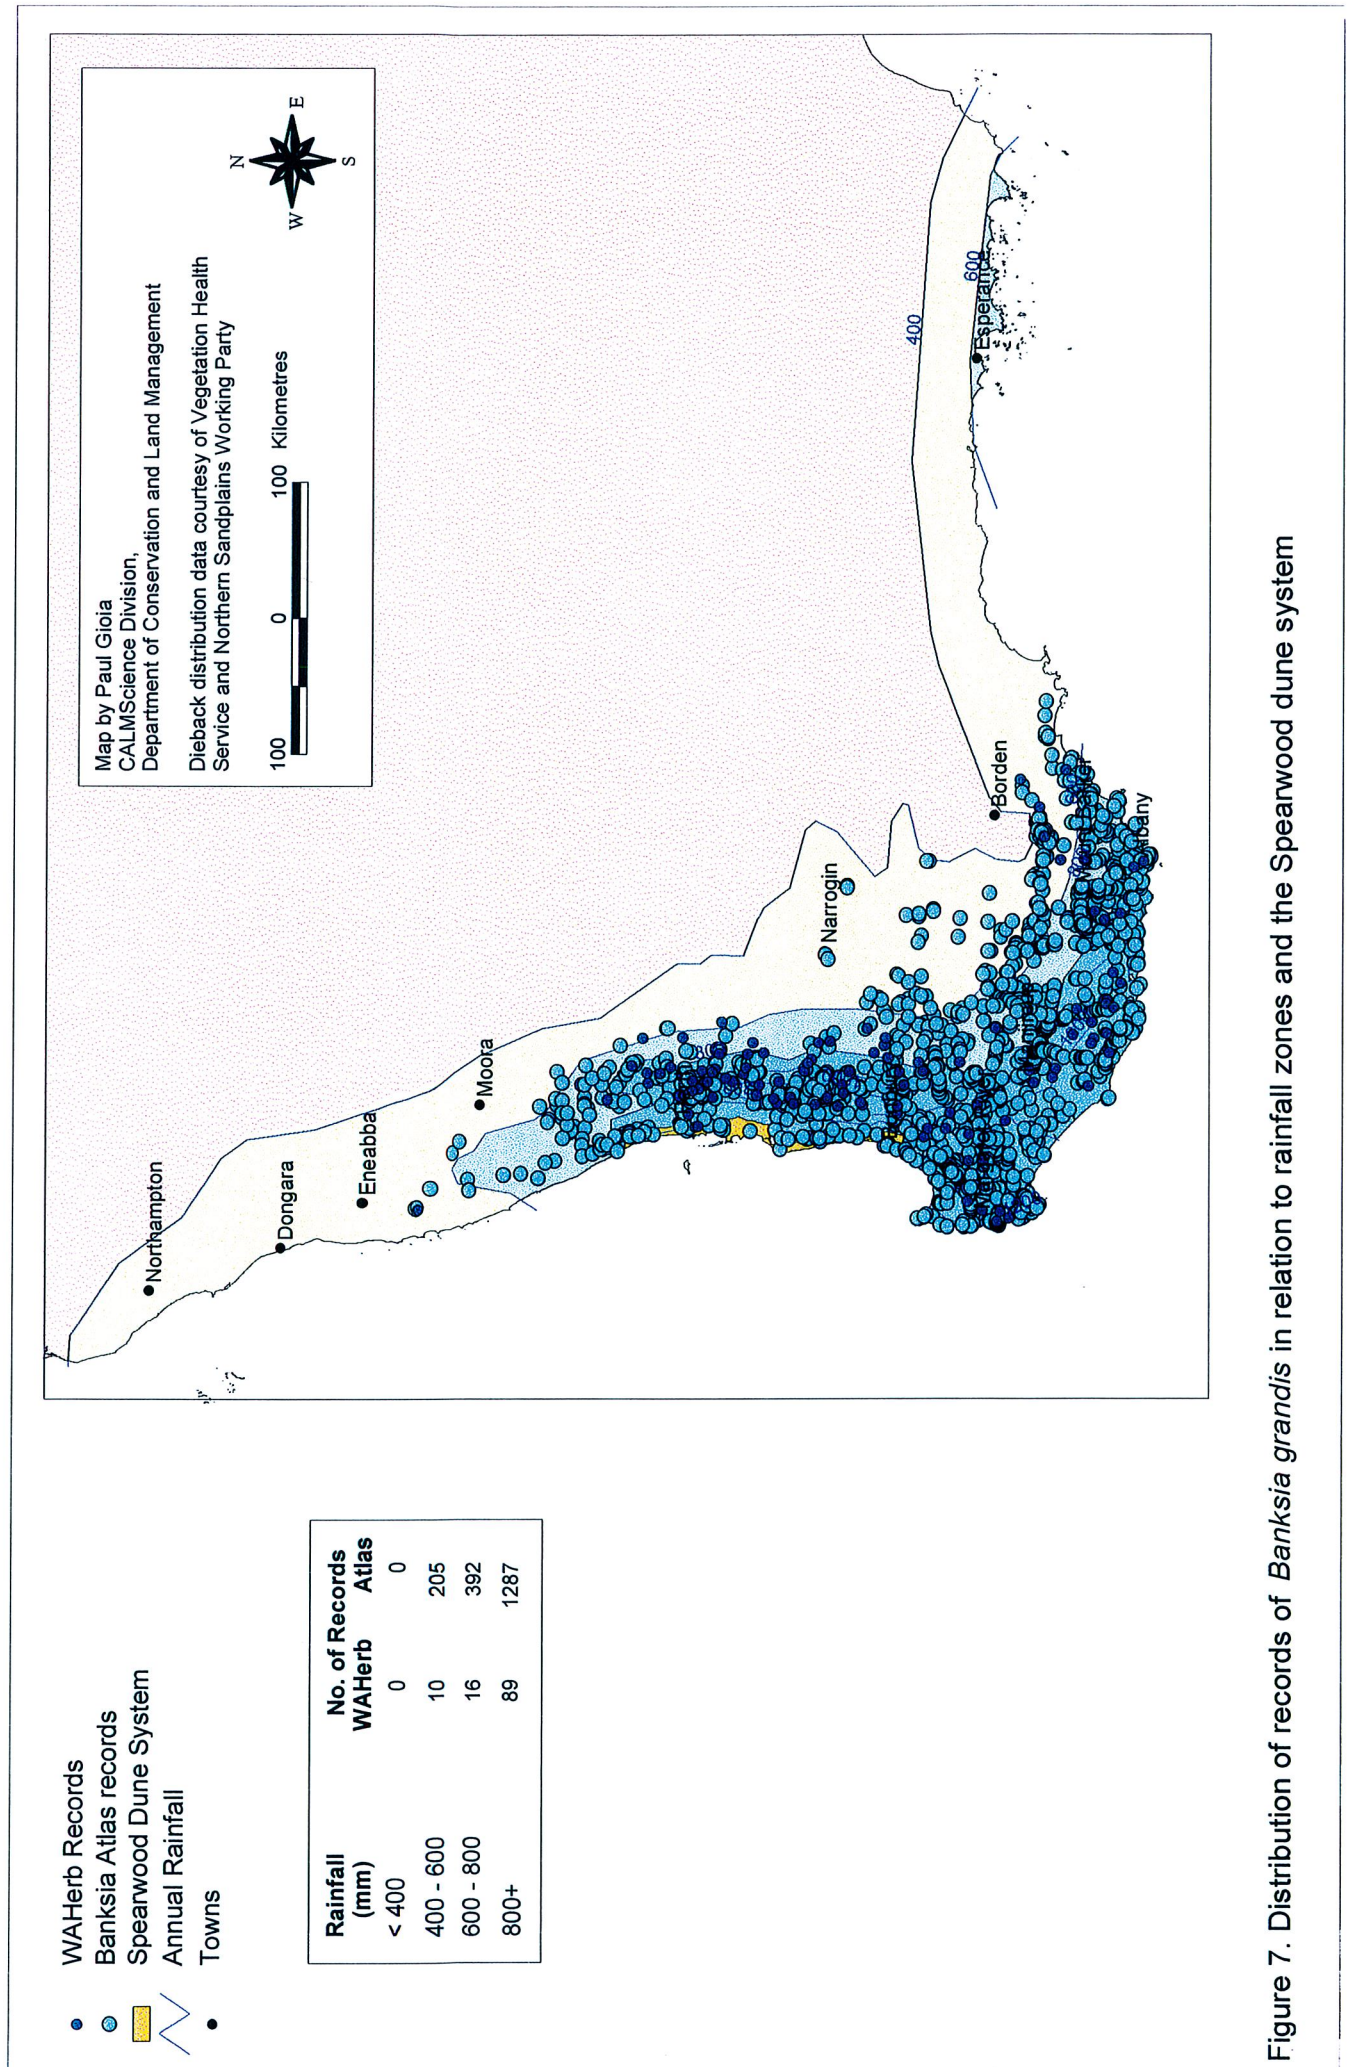 WAHerb Records
Banksia Atlas records
Spearwood Dune System
Annual Rainfall
Towns
Rainfall No. of Records
(mm) WAHerb Atlas
< 400 0 0
400 - 600 10 205
600 - 800 16 392
800+ 89 1287
Map by Paul Gioia
CALMScience Division,
Department of Conservation and Land Management
Dieback distribution data courtesy of Vegetation Health
Service and Northern Sandplains Working Party
100 0 100 Kilometres
N
W E
S
Northampton
Dongara
Eneabba
Moora
Narrogin
Borden
400
600
Esperance
Figure 7. Distribution of records of Banksia grandis in relation to rainfall zones and the Spearwood dune system